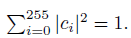 ∑_{i=0}^{255} |c_i|^2 = 1.